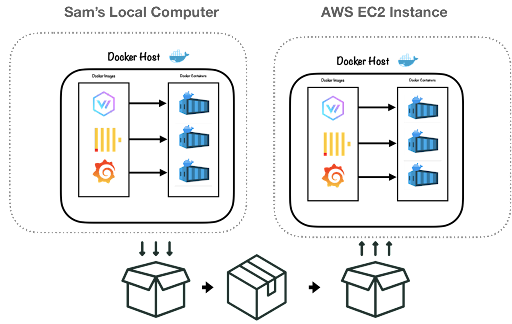 Sam's Local Computer
AWS EC2 Instance
Docker Host
Docker Host
Docker Images
Docker Containers
Docker Images
Docker Containers